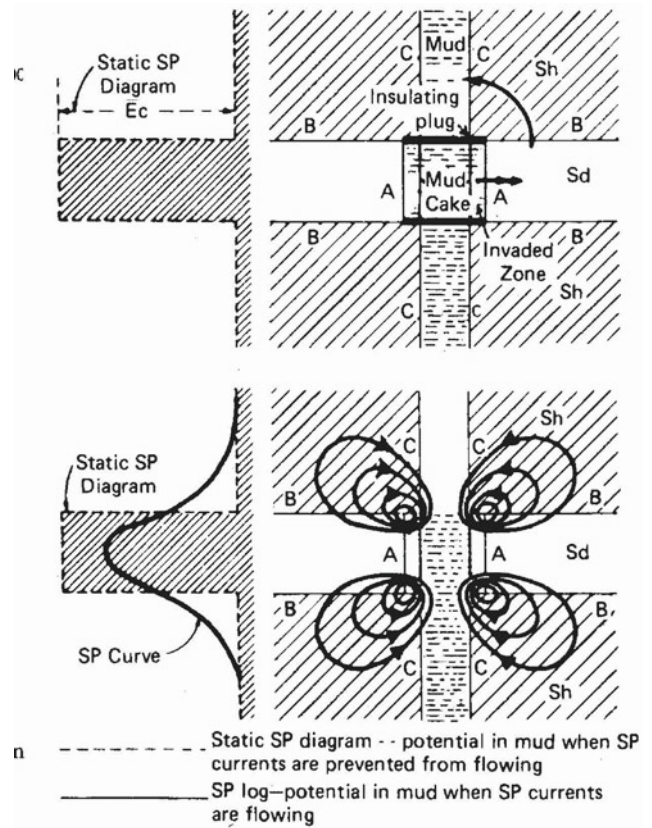 oc
Static SP
Diagram
Ec
C
Mud
C
Sh
Insulating
plug
B
B
A
Mud
Cake
A
Sd
B
B
Invaded
Zone
Sh
C
C
Static SP
Diagram
SP Curve
C
C
Sh
B
B
A
A
Sd
B
B
C
C
Sh
n
Static SP diagram -- potential in mud when SP
currents are prevented from flowing
SP log—potential in mud when SP currents
are flowing